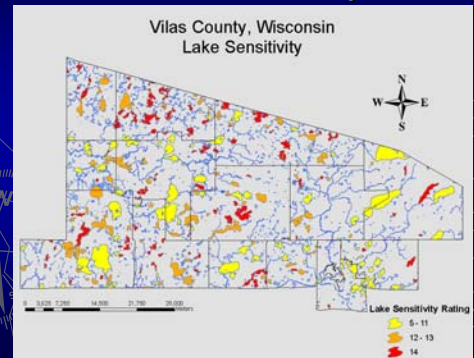 Vilas County, Wisconsin
Lake Sensitivity
N
W E
S
0 3,625 7,250 14,500 21,750 29,000
Meters
Lake Sensitivity Rating
5 - 11
12 - 13
14